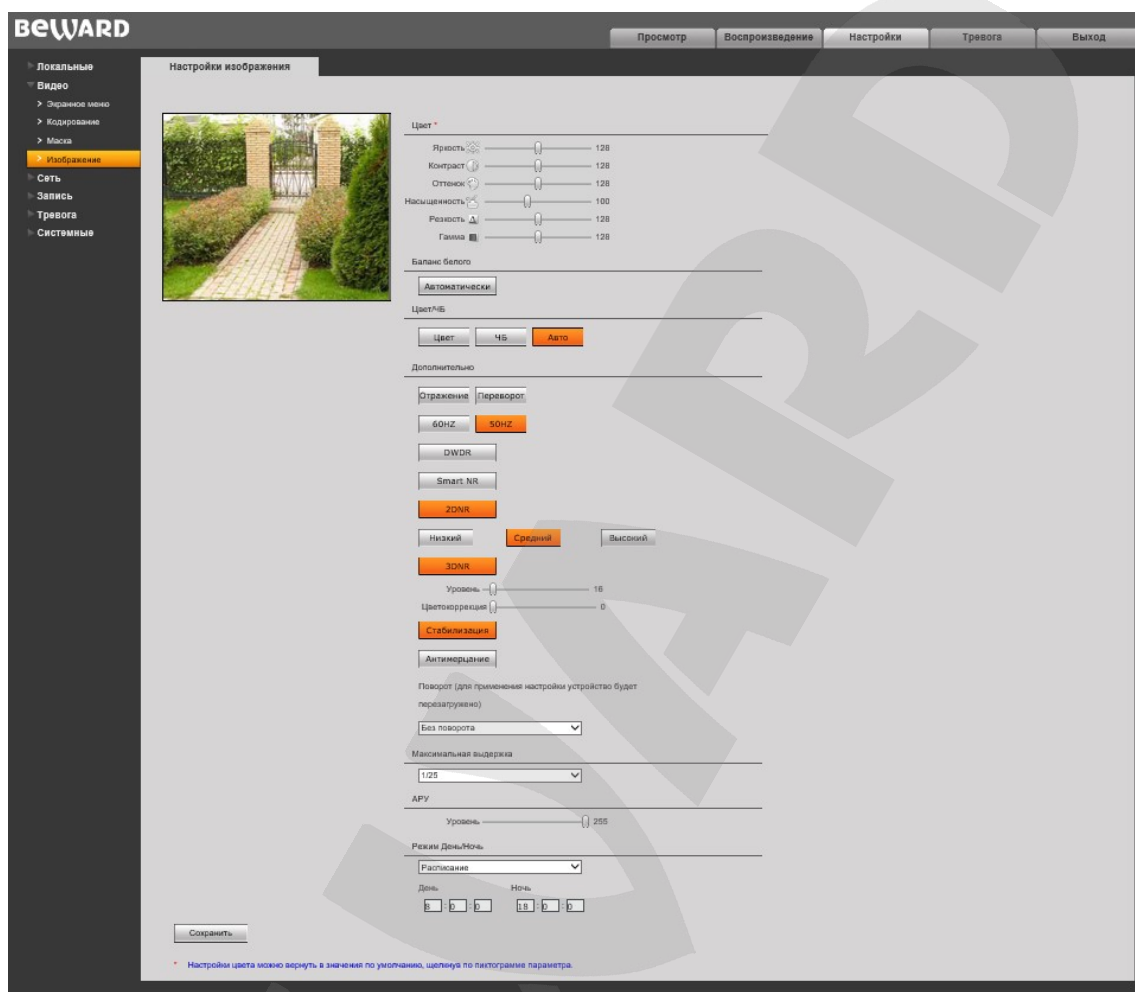 BEWARD
Просмотр Воспроизведение Настройки Тревога Выход
Локальные
Видео
> Экранное меню
> Кодирование
> Маска
> Изображение
Сеть
Запись
Тревога
Системные
Настройки изображения
Цвет *
Яркость 128
Контраст 128
Оттенок 128
Насыщенность 100
Резкость 128
Гамма 128
Баланс белого
Автоматически
Цвет/ЧБ
Цвет ЧБ Авто
Дополнительно
Отражение Переворот
60HZ 50HZ
DWDR
Smart NR
2DNR
Низкий Средний Высокий
3DNR
Уровень 16
Цветокоррекция 0
Стабилизация
Антимерцание
Поворот (для применения настройки устройство будет
перезагружено)
Без поворота
Максимальная выдержка
1/25
АРУ
Уровень 255
Режим День/Ночь
Расписание
День Ночь
8 : 0 : 0 18 : 0 : 0
Сохранить
* Настройки цвета можно вернуть в значения по умолчанию, щелкнув по пиктограмме параметра.